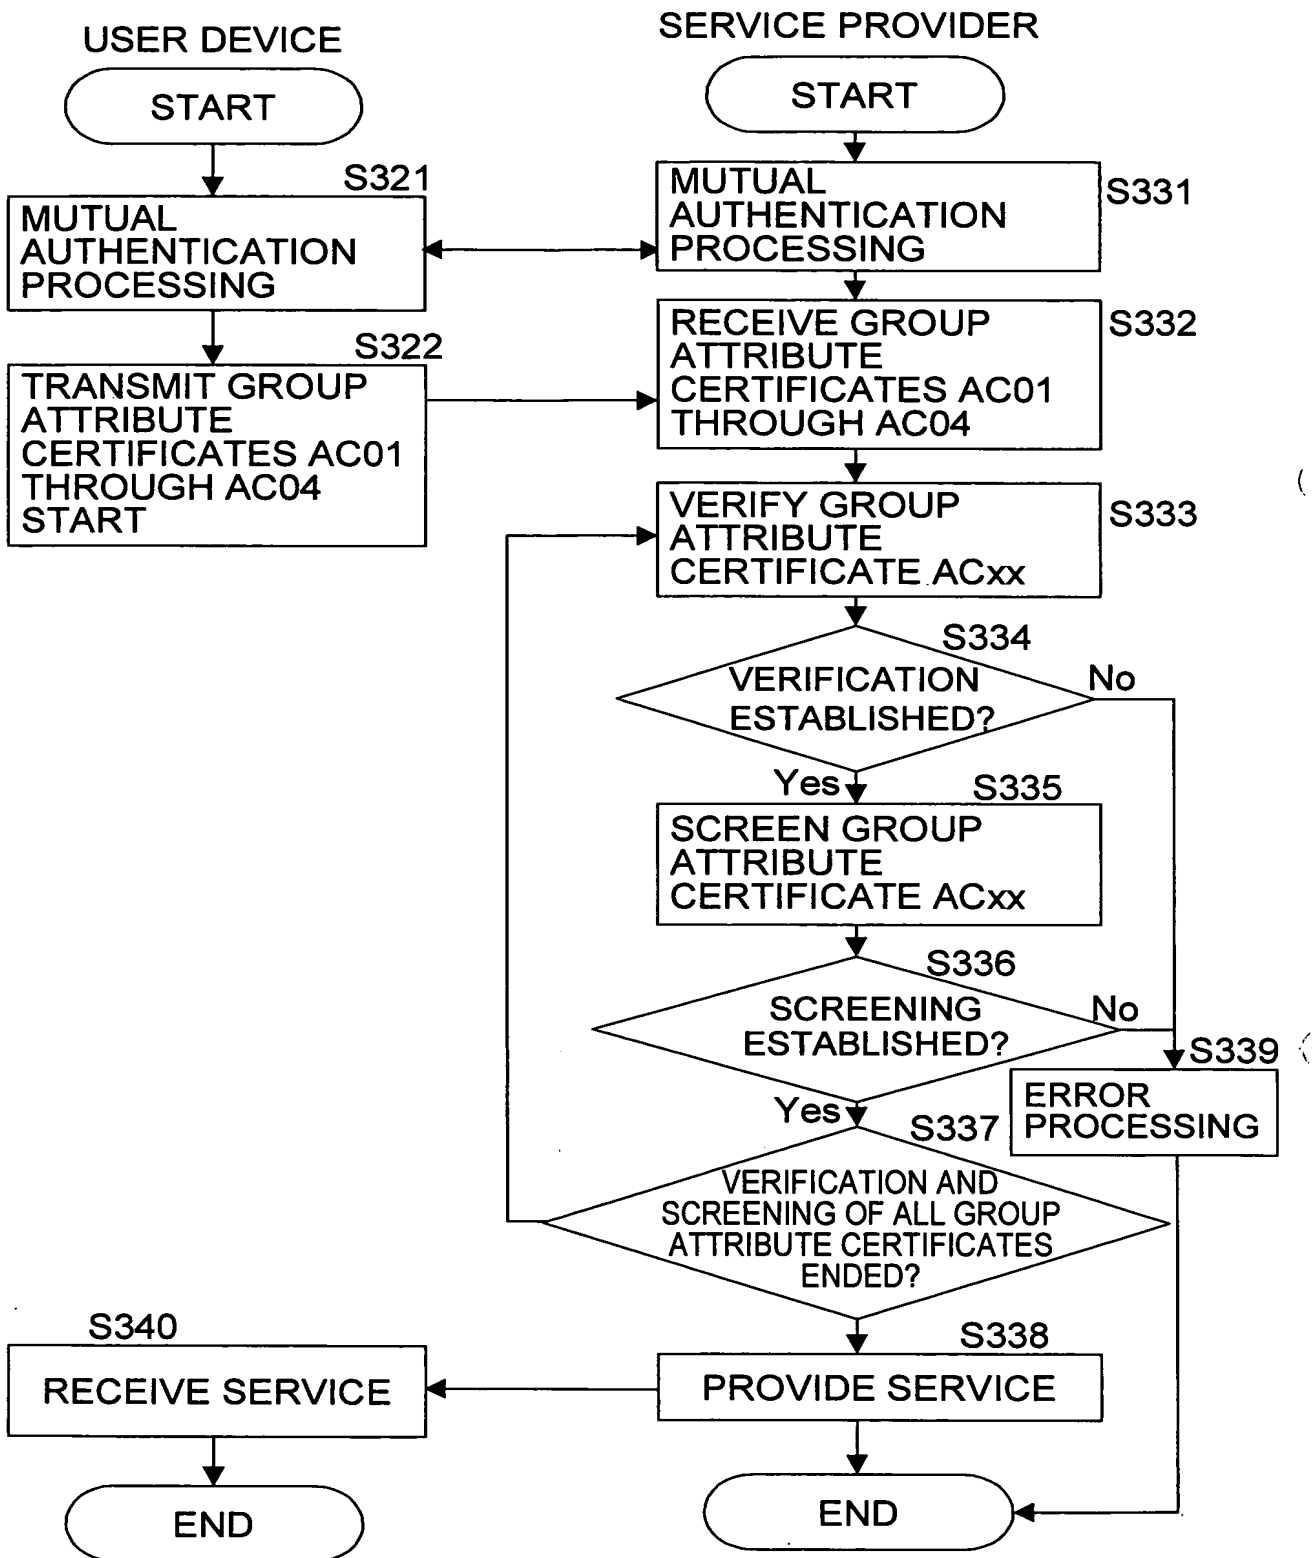 USER DEVICE
START
S321
MUTUAL
AUTHENTICATION
PROCESSING
S322
TRANSMIT GROUP
ATTRIBUTE
CERTIFICATES AC01
THROUGH AC04
START
SERVICE PROVIDER
START
S331
MUTUAL
AUTHENTICATION
PROCESSING
S332
RECEIVE GROUP
ATTRIBUTE
CERTIFICATES AC01
THROUGH AC04
S333
VERIFY GROUP
ATTRIBUTE
CERTIFICATE ACxx
S334
VERIFICATION
ESTABLISHED?
No
Yes
S335
SCREEN GROUP
ATTRIBUTE
CERTIFICATE ACxx
S336
SCREENING
ESTABLISHED?
No
Yes
S339
ERROR
PROCESSING
S337
VERIFICATION AND
SCREENING OF ALL GROUP
ATTRIBUTE CERTIFICATES
ENDED?
S338
PROVIDE SERVICE
END
S340
RECEIVE SERVICE
END